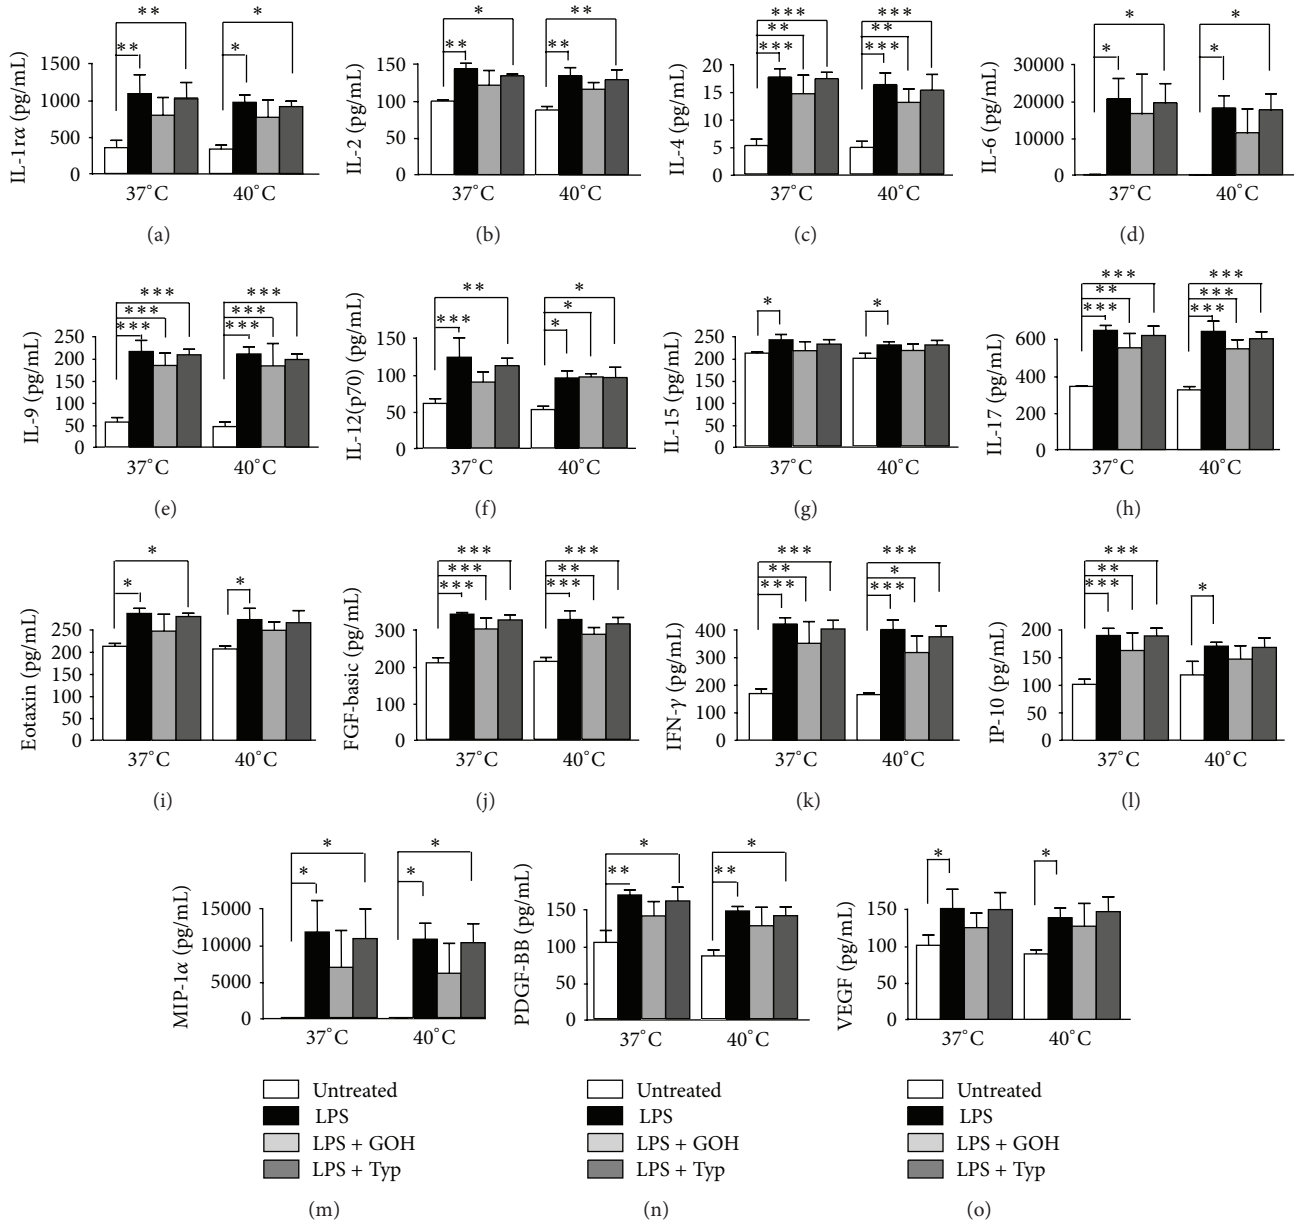 IL-1rα (pg/mL)
1500
1000
500
0
** ** * *
37°C 40°C
(a)
IL-2 (pg/mL)
150
100
50
0
** * ** **
37°C 40°C
(b)
IL-4 (pg/mL)
20
15
10
5
0
*** ** *** *** ** ***
37°C 40°C
(c)
IL-6 (pg/mL)
30000
20000
10000
0
* * * *
37°C 40°C
(d)
IL-9 (pg/mL)
250
200
150
100
50
0
*** *** *** *** *** ***
37°C 40°C
(e)
IL-12(p70) (pg/mL)
150
100
50
0
*** ** * * *
37°C 40°C
(f)
IL-15 (pg/mL)
250
200
150
100
50
0
* *
37°C 40°C
(g)
IL-17 (pg/mL)
600
400
200
0
*** ** *** *** *** ***
37°C 40°C
(h)
Eotaxin (pg/mL)
250
200
150
100
50
0
* * *
37°C 40°C
(i)
FGF-basic (pg/mL)
300
200
100
0
*** *** *** *** ** ***
37°C 40°C
(j)
IFN-γ (pg/mL)
400
300
200
100
0
*** ** *** *** * ***
37°C 40°C
(k)
IP-10 (pg/mL)
200
150
100
50
0
*** ** *** *
37°C 40°C
(l)
MIP-1α (pg/mL)
15000
10000
5000
0
* * * *
37°C 40°C
Untreated
LPS
LPS + GOH
LPS + Typ
(m)
PDGF-BB (pg/mL)
150
100
50
0
** * ** *
37°C 40°C
Untreated
LPS
LPS + GOH
LPS + Typ
(n)
VEGF (pg/mL)
150
100
50
0
* *
37°C 40°C
Untreated
LPS
LPS + GOH
LPS + Typ
(o)